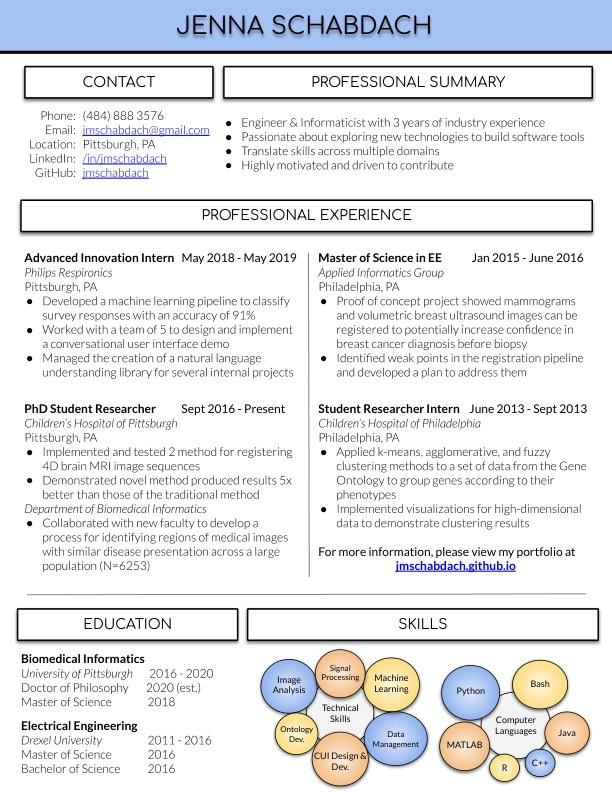 JENNA SCHABDACH
CONTACT
Phone: (484) 888 3576
Email: jmschabdach@gmail.com
Location: Pittsburgh, PA
LinkedIn: /in/jmschabdach
GitHub: jmschabdach
PROFESSIONAL SUMMARY
● Engineer & Informaticist with 3 years of industry experience
● Passionate about exploring new technologies to build software tools
● Translate skills across multiple domains
● Highly motivated and driven to contribute
PROFESSIONAL EXPERIENCE
Advanced Innovation Intern May 2018 - May 2019
Philips Respironics
Pittsburgh, PA
● Developed a machine learning pipeline to classify
survey responses with an accuracy of 91%
● Worked with a team of 5 to design and implement
a conversational user interface demo
● Managed the creation of a natural language
understanding library for several internal projects
PhD Student Researcher Sept 2016 - Present
Children's Hospital of Pittsburgh
Pittsburgh, PA
● Implemented and tested 2 method for registering
4D brain MRI image sequences
● Demonstrated novel method produced results 5x
better than those of the traditional method
Department of Biomedical Informatics
● Collaborated with new faculty to develop a
process for identifying regions of medical images
with similar disease presentation across a large
population (N=6253)
Master of Science in EE Jan 2015 - June 2016
Applied Informatics Group
Philadelphia, PA
● Proof of concept project showed mammograms
and volumetric breast ultrasound images can be
registered to potentially increase confidence in
breast cancer diagnosis before biopsy
● Identified weak points in the registration pipeline
and developed a plan to address them
Student Researcher Intern June 2013 - Sept 2013
Children's Hospital of Philadelphia
Philadelphia, PA
● Applied k-means, agglomerative, and fuzzy
clustering methods to a set of data from the Gene
Ontology to group genes according to their
phenotypes
● Implemented visualizations for high-dimensional
data to demonstrate clustering results
For more information, please view my portfolio at
jmschabdach.github.io
EDUCATION
Biomedical Informatics
University of Pittsburgh 2016 - 2020
Doctor of Philosophy 2020 (est.)
Master of Science 2018
Electrical Engineering
Drexel University 2011 - 2016
Master of Science 2016
Bachelor of Science 2016
SKILLS
Technical
Skills
Signal
Processing
Machine
Learning
Data
Management
CUI Design &
Dev.
Ontology
Dev.
Image
Analysis
Computer
Languages
Python
Bash
Java
C++
R
MATLAB